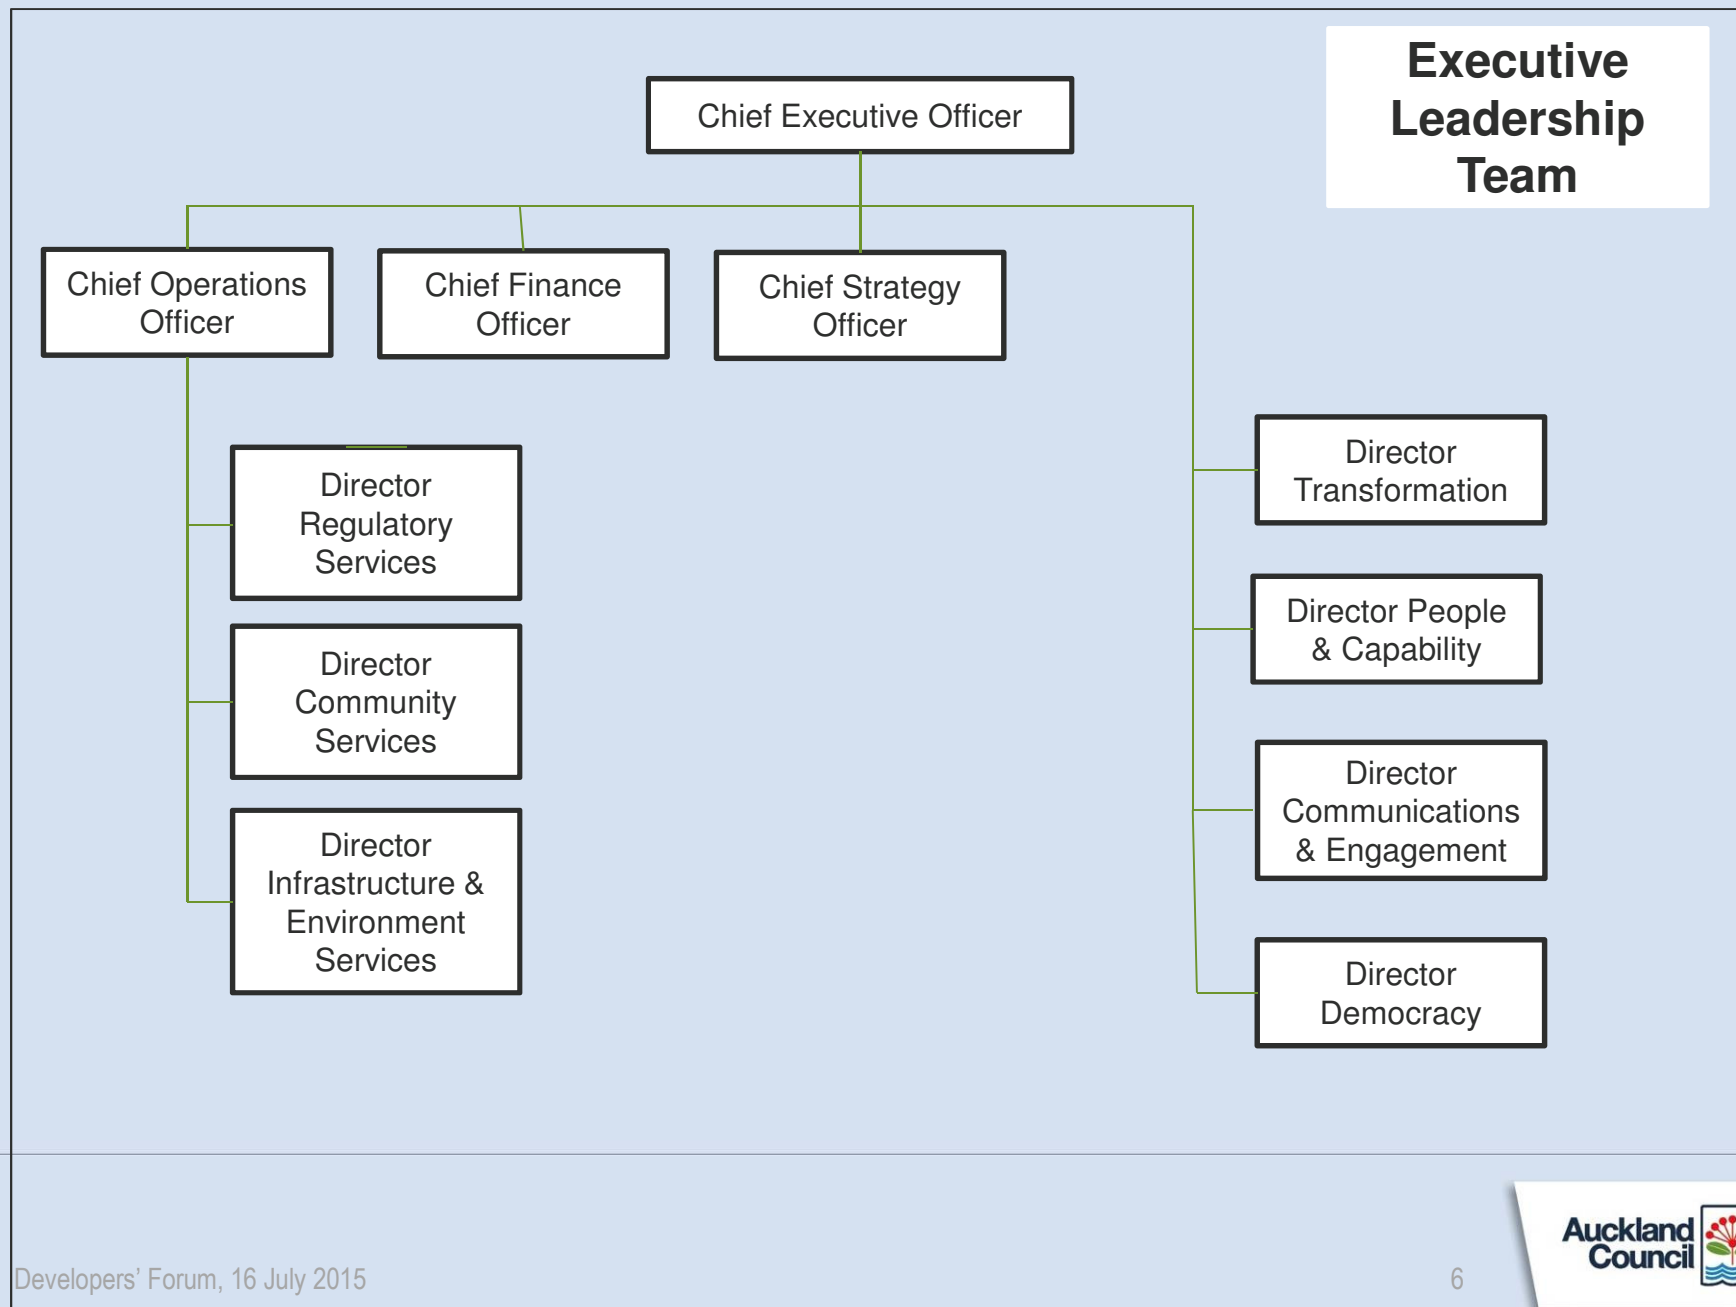 Executive
Leadership
Team
Chief Executive Officer
Chief Operations
Officer
Chief Finance
Officer
Chief Strategy
Officer
Director
Regulatory
Services
Director
Community
Services
Director
Infrastructure &
Environment
Services
Director
Transformation
Director People
& Capability
Director
Communications
& Engagement
Director
Democracy
Developers’ Forum, 16 July 2015
6
Auckland
Council